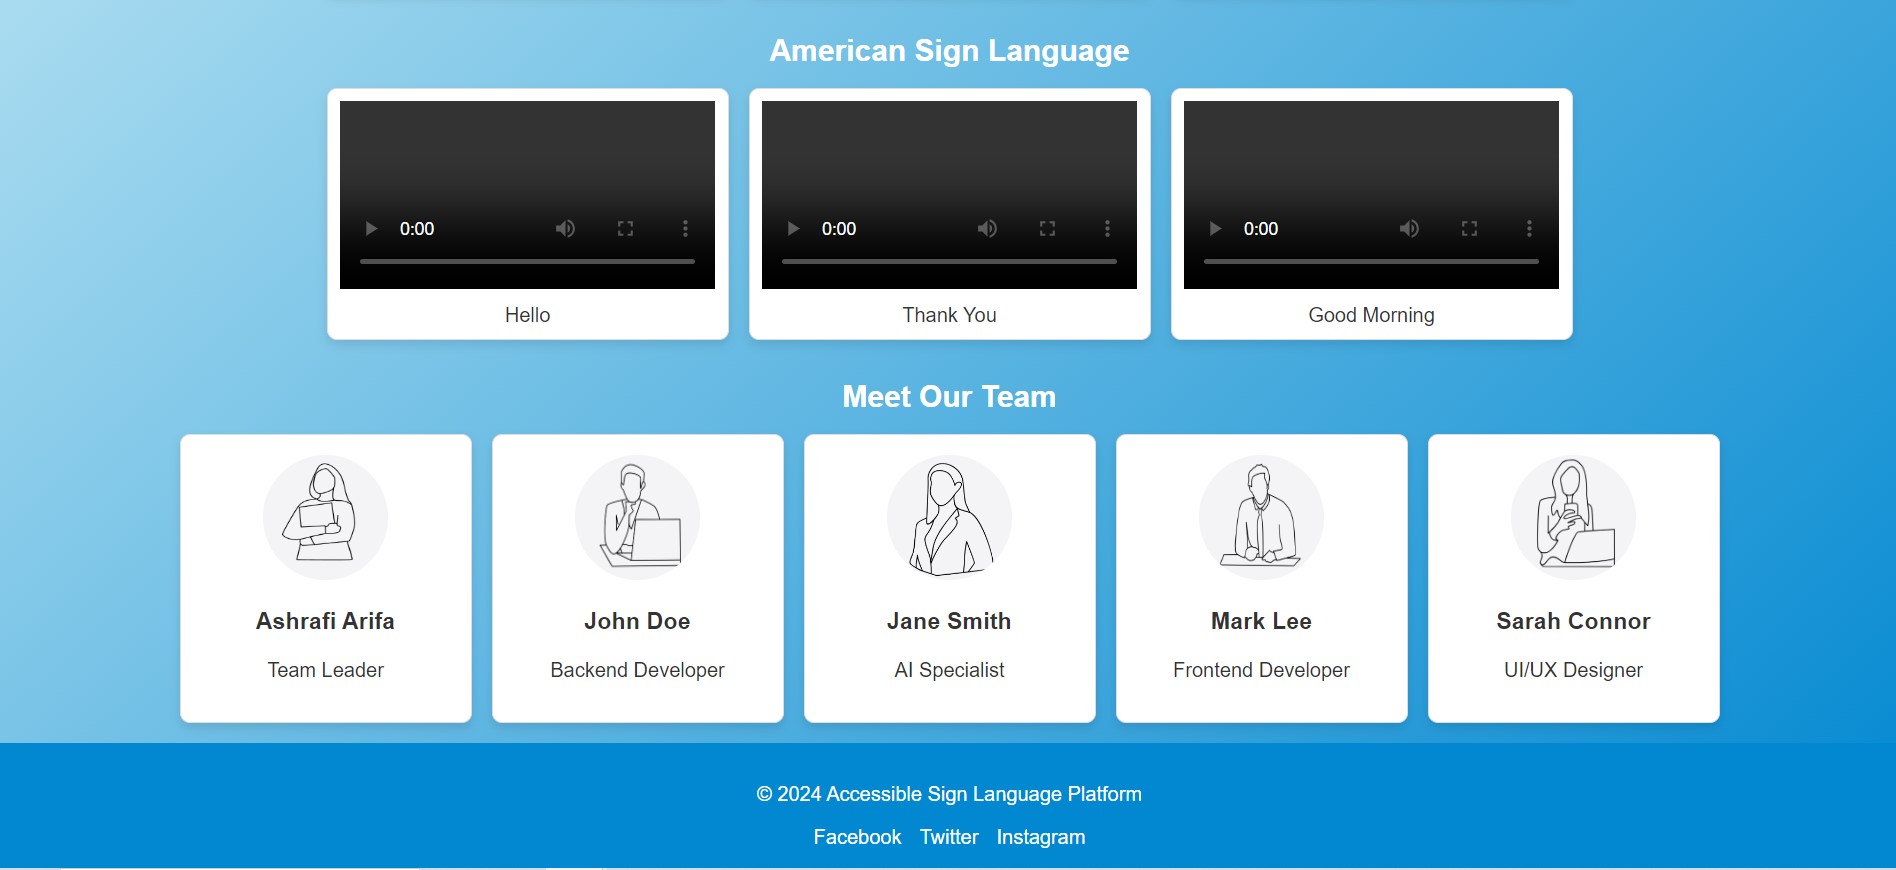 American Sign Language
0:00 0:00 0:00
Hello Thank You Good Morning
Meet Our Team
Ashrafi Arifa John Doe Jane Smith Mark Lee Sarah Connor
Team Leader Backend Developer AI Specialist Frontend Developer UI/UX Designer
© 2024 Accessible Sign Language Platform
Facebook Twitter Instagram